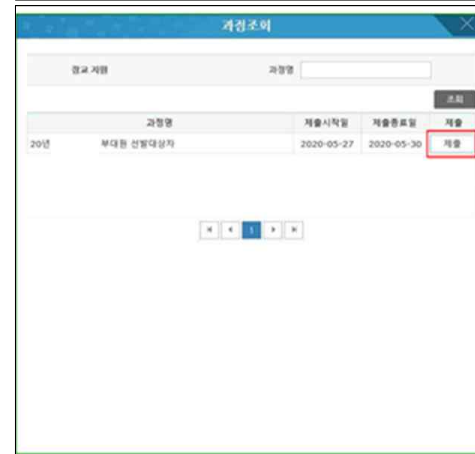 과정조회
장교 지원 과정명
조회
과정명 제출시작일 제출종료일 제출
20년 부대원 선발대상자 2020-05-27 2020-05-30 제출
1